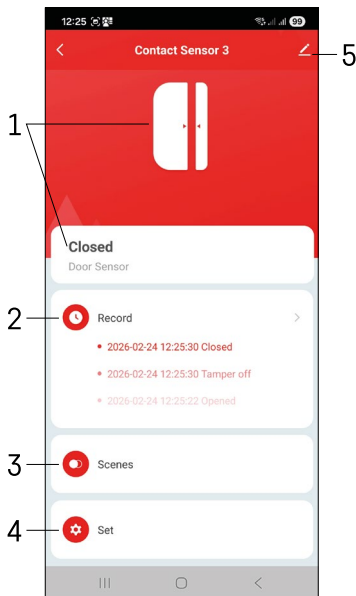 12:25 99
Contact Sensor 3
5
1
Closed
Door Sensor
2 Record
2026-02-24 12:25:30 Closed
2026-02-24 12:25:30 Tamper off
2026-02-24 12:25:22 Opened
3 Scenes
4 Set